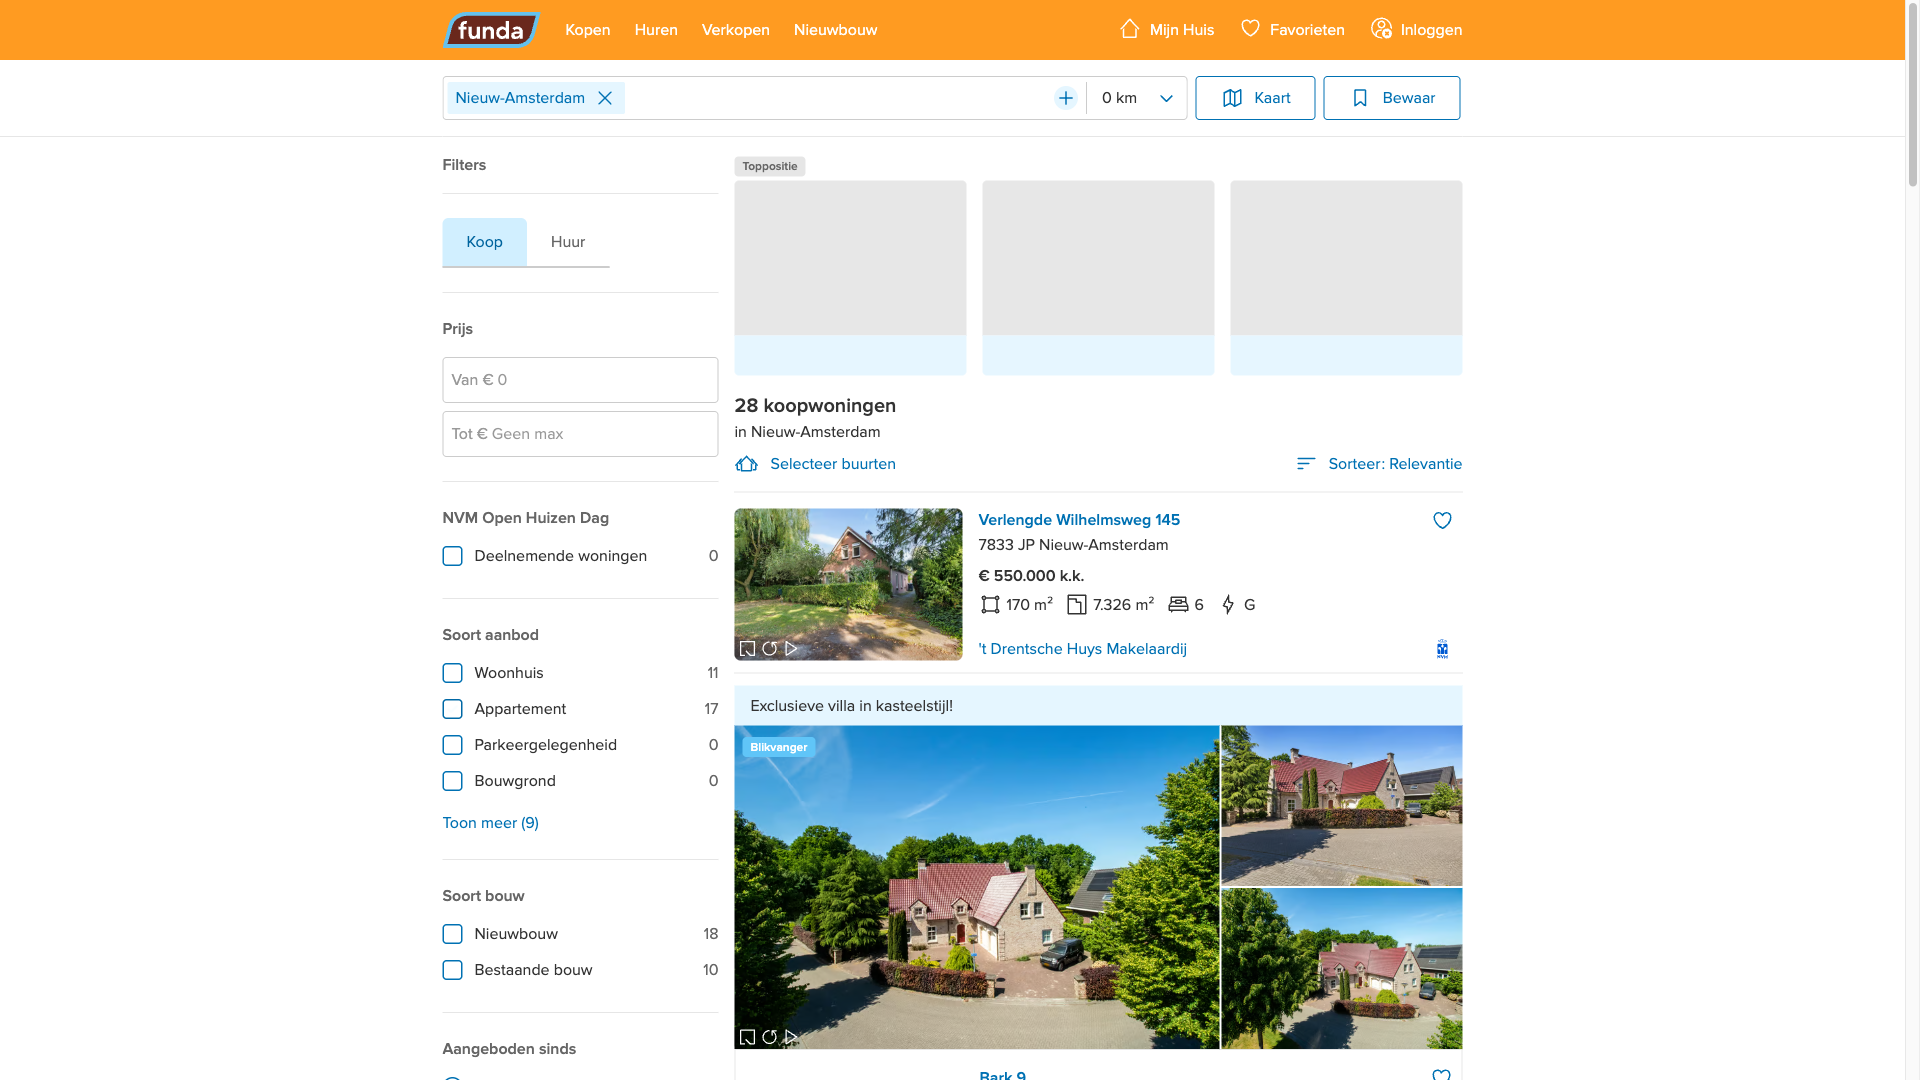 funda
Kopen
Huren
Verkopen
Nieuwbouw
Mijn Huis
Favorieten
Inloggen
Nieuw-Amsterdam
0 km
Kaart
Bewaar
Filters
Koop
Huur
Prijs
Van € 0
Tot € Geen max
NVM Open Huizen Dag
Deelnemende woningen 0
Soort aanbod
Woonhuis 11
Appartement 17
Parkeergelegenheid 0
Bouwgrond 0
Toon meer (9)
Soort bouw
Nieuwbouw 18
Bestaande bouw 10
Aangeboden sinds
Toppositie
28 koopwoningen
in Nieuw-Amsterdam
Selecteer buurten
Sorteer: Relevantie
Verlengde Wilhelmsweg 145
7833 JP Nieuw-Amsterdam
€ 550.000 k.k.
170 m² 7.326 m² 6 G
't Drentsche Huys Makelaardij
Exclusieve villa in kasteelstijl!
Blikvanger
Bark 9